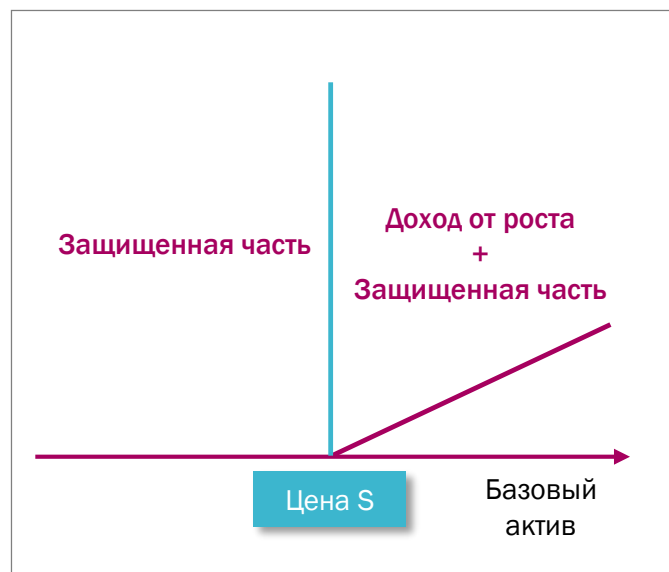 Защищенная часть
Доход от роста
+
Защищенная часть
Цена S
Базовый
актив